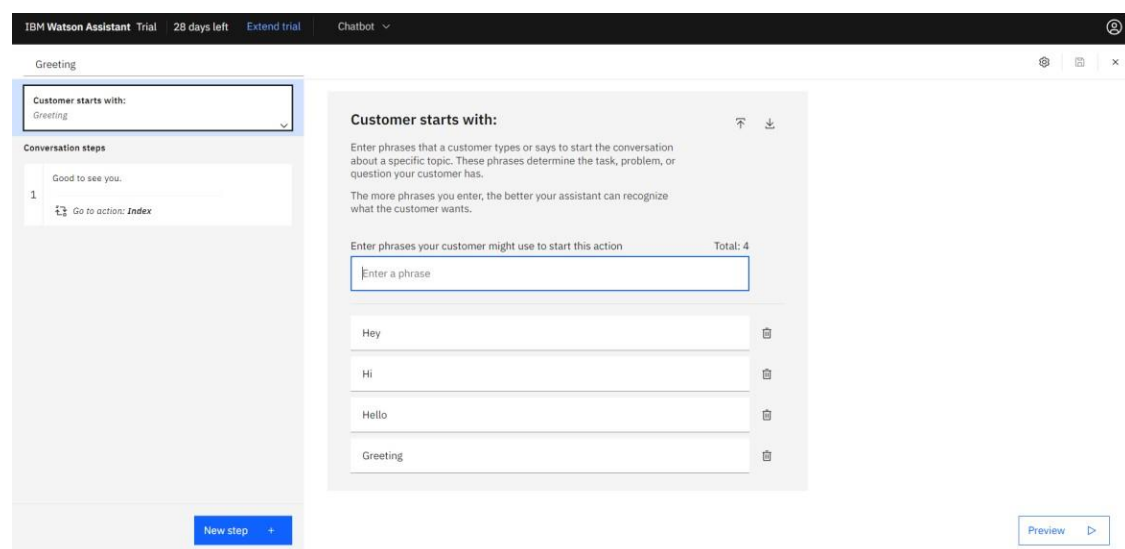 IBM Watson Assistant Trial 28 days left Extend trial Chatbot
Greeting
Customer starts with:
Greeting
Conversation steps
1
Good to see you.
Go to action: Index
New step +
Customer starts with:
Enter phrases that a customer types or says to start the conversation
about a specific topic. These phrases determine the task, problem, or
question your customer has.
The more phrases you enter, the better your assistant can recognize
what the customer wants.
Enter phrases your customer might use to start this action Total: 4
Enter a phrase
Hey
Hi
Hello
Greeting
Preview